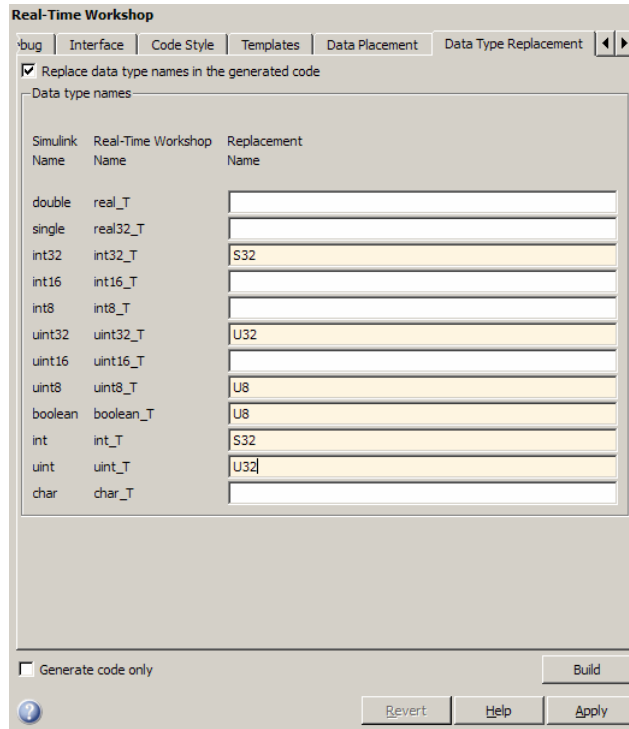 Real-Time Workshop
bug Interface Code Style Templates Data Placement Data Type Replacement
Replace data type names in the generated code
Data type names
Simulink Real-Time Workshop Replacement
Name Name Name
double real_T
single real32_T
int32 int32_T S32
int16 int16_T
int8 int8_T
uint32 uint32_T U32
uint16 uint16_T
uint8 uint8_T U8
boolean boolean_T U8
int int_T S32
uint uint_T U32
char char_T
Generate code only Build
? Revert Help Apply